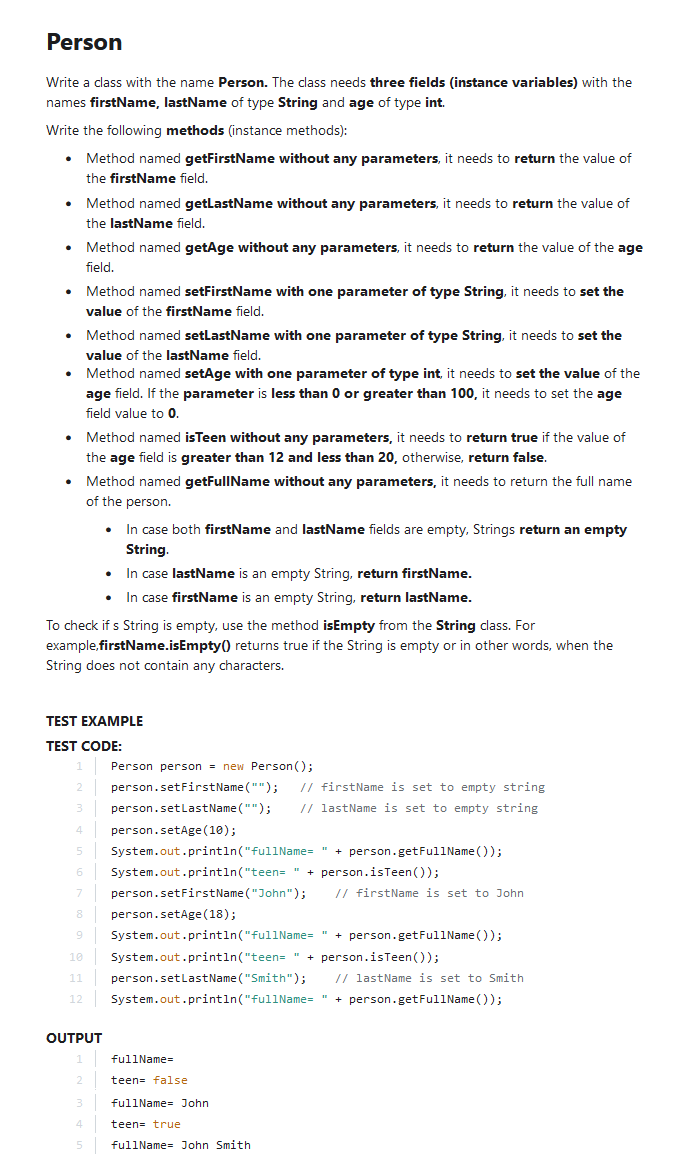 Person
Write a class with the name Person. The class needs three fields (instance variables) with the
names firstName, lastName of type String and age of type int.
Write the following methods (instance methods):
• Method named getFirstName without any parameters, it needs to return the value of
the firstName field.
• Method named getLastName without any parameters, it needs to return the value of
the lastName field.
• Method named getAge without any parameters, it needs to return the value of the age
field.
• Method named setFirstName with one parameter of type String, it needs to set the
value of the firstName field.
• Method named setLastName with one parameter of type String, it needs to set the
value of the lastName field.
• Method named setAge with one parameter of type int, it needs to set the value of the
age field. If the parameter is less than 0 or greater than 100, it needs to set the age
field value to 0.
• Method named isTeen without any parameters, it needs to return true if the value of
the age field is greater than 12 and less than 20, otherwise, return false.
• Method named getFullName without any parameters, it needs to return the full name
of the person.
• In case both firstName and lastName fields are empty, Strings return an empty
String.
• In case lastName is an empty String, return firstName.
• In case firstName is an empty String, return lastName.
To check if s String is empty, use the method isEmpty from the String class. For
example,firstName.isEmpty() returns true if the String is empty or in other words, when the
String does not contain any characters.
TEST EXAMPLE
TEST CODE:
1 Person person = new Person();
2 person.setFirstName(""); // firstName is set to empty string
3 person.setLastName(""); // lastName is set to empty string
4 person.setAge(10);
5 System.out.println("fullName= " + person.getFullName());
6 System.out.println("teen= " + person.isTeen());
7 person.setFirstName("John"); // firstName is set to John
8 person.setAge(18);
9 System.out.println("fullName= " + person.getFullName());
10 System.out.println("teen= " + person.isTeen());
11 person.setLastName("Smith"); // lastName is set to Smith
12 System.out.println("fullName= " + person.getFullName());
OUTPUT
1 fullName=
2 teen= false
3 fullName= John
4 teen= true
5 fullName= John Smith